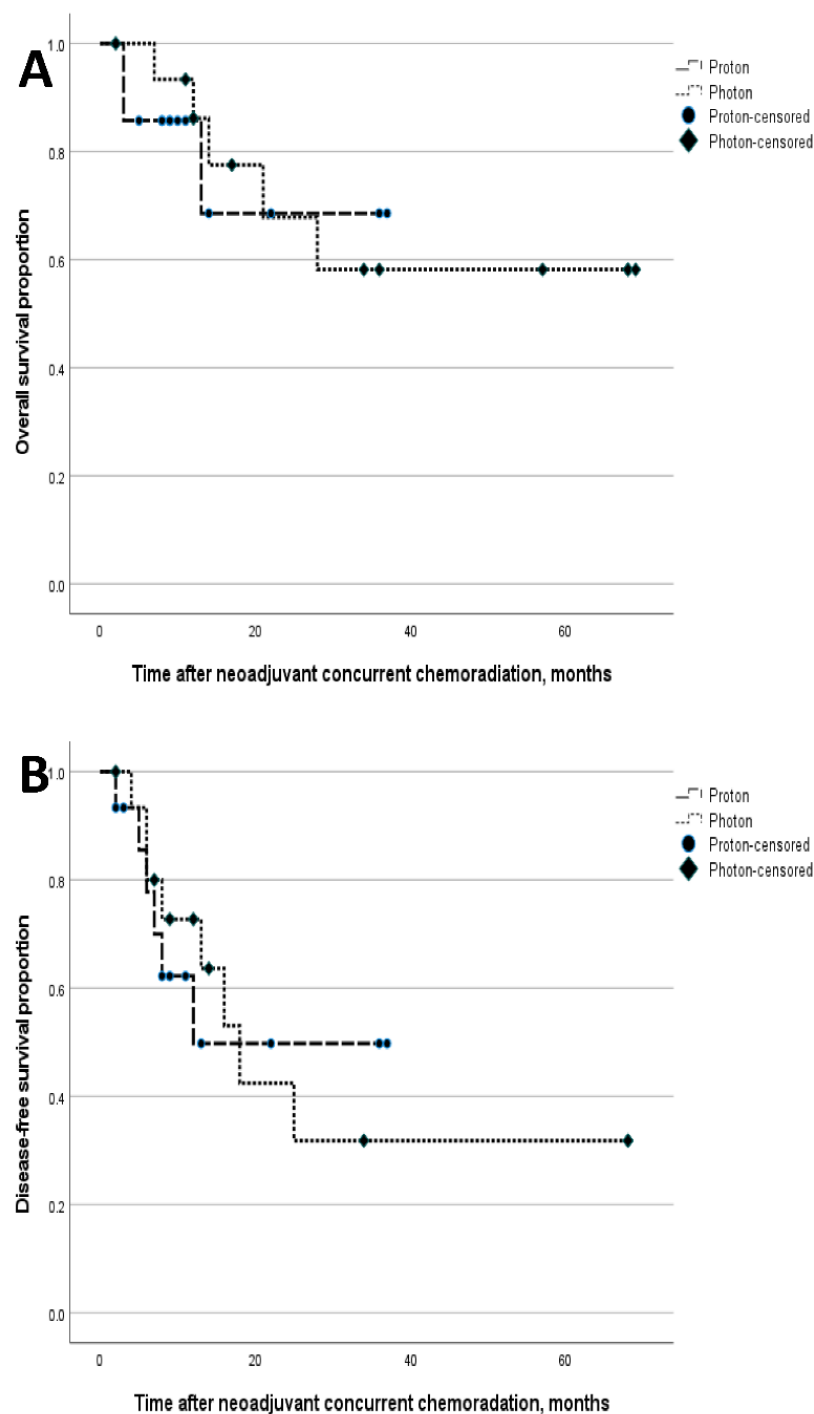 A
1.0
0.8
0.6
0.4
0.2
0.0
Overall survival proportion
0 20 40 60
Time after neoadjuvant concurrent chemoradiation, months
Proton
Photon
Proton-censored
Photon-censored
B
1.0
0.8
0.6
0.4
0.2
0.0
Disease-free survival proportion
0 20 40 60
Time after neoadjuvant concurrent chemoradation, months
Proton
Photon
Proton-censored
Photon-censored